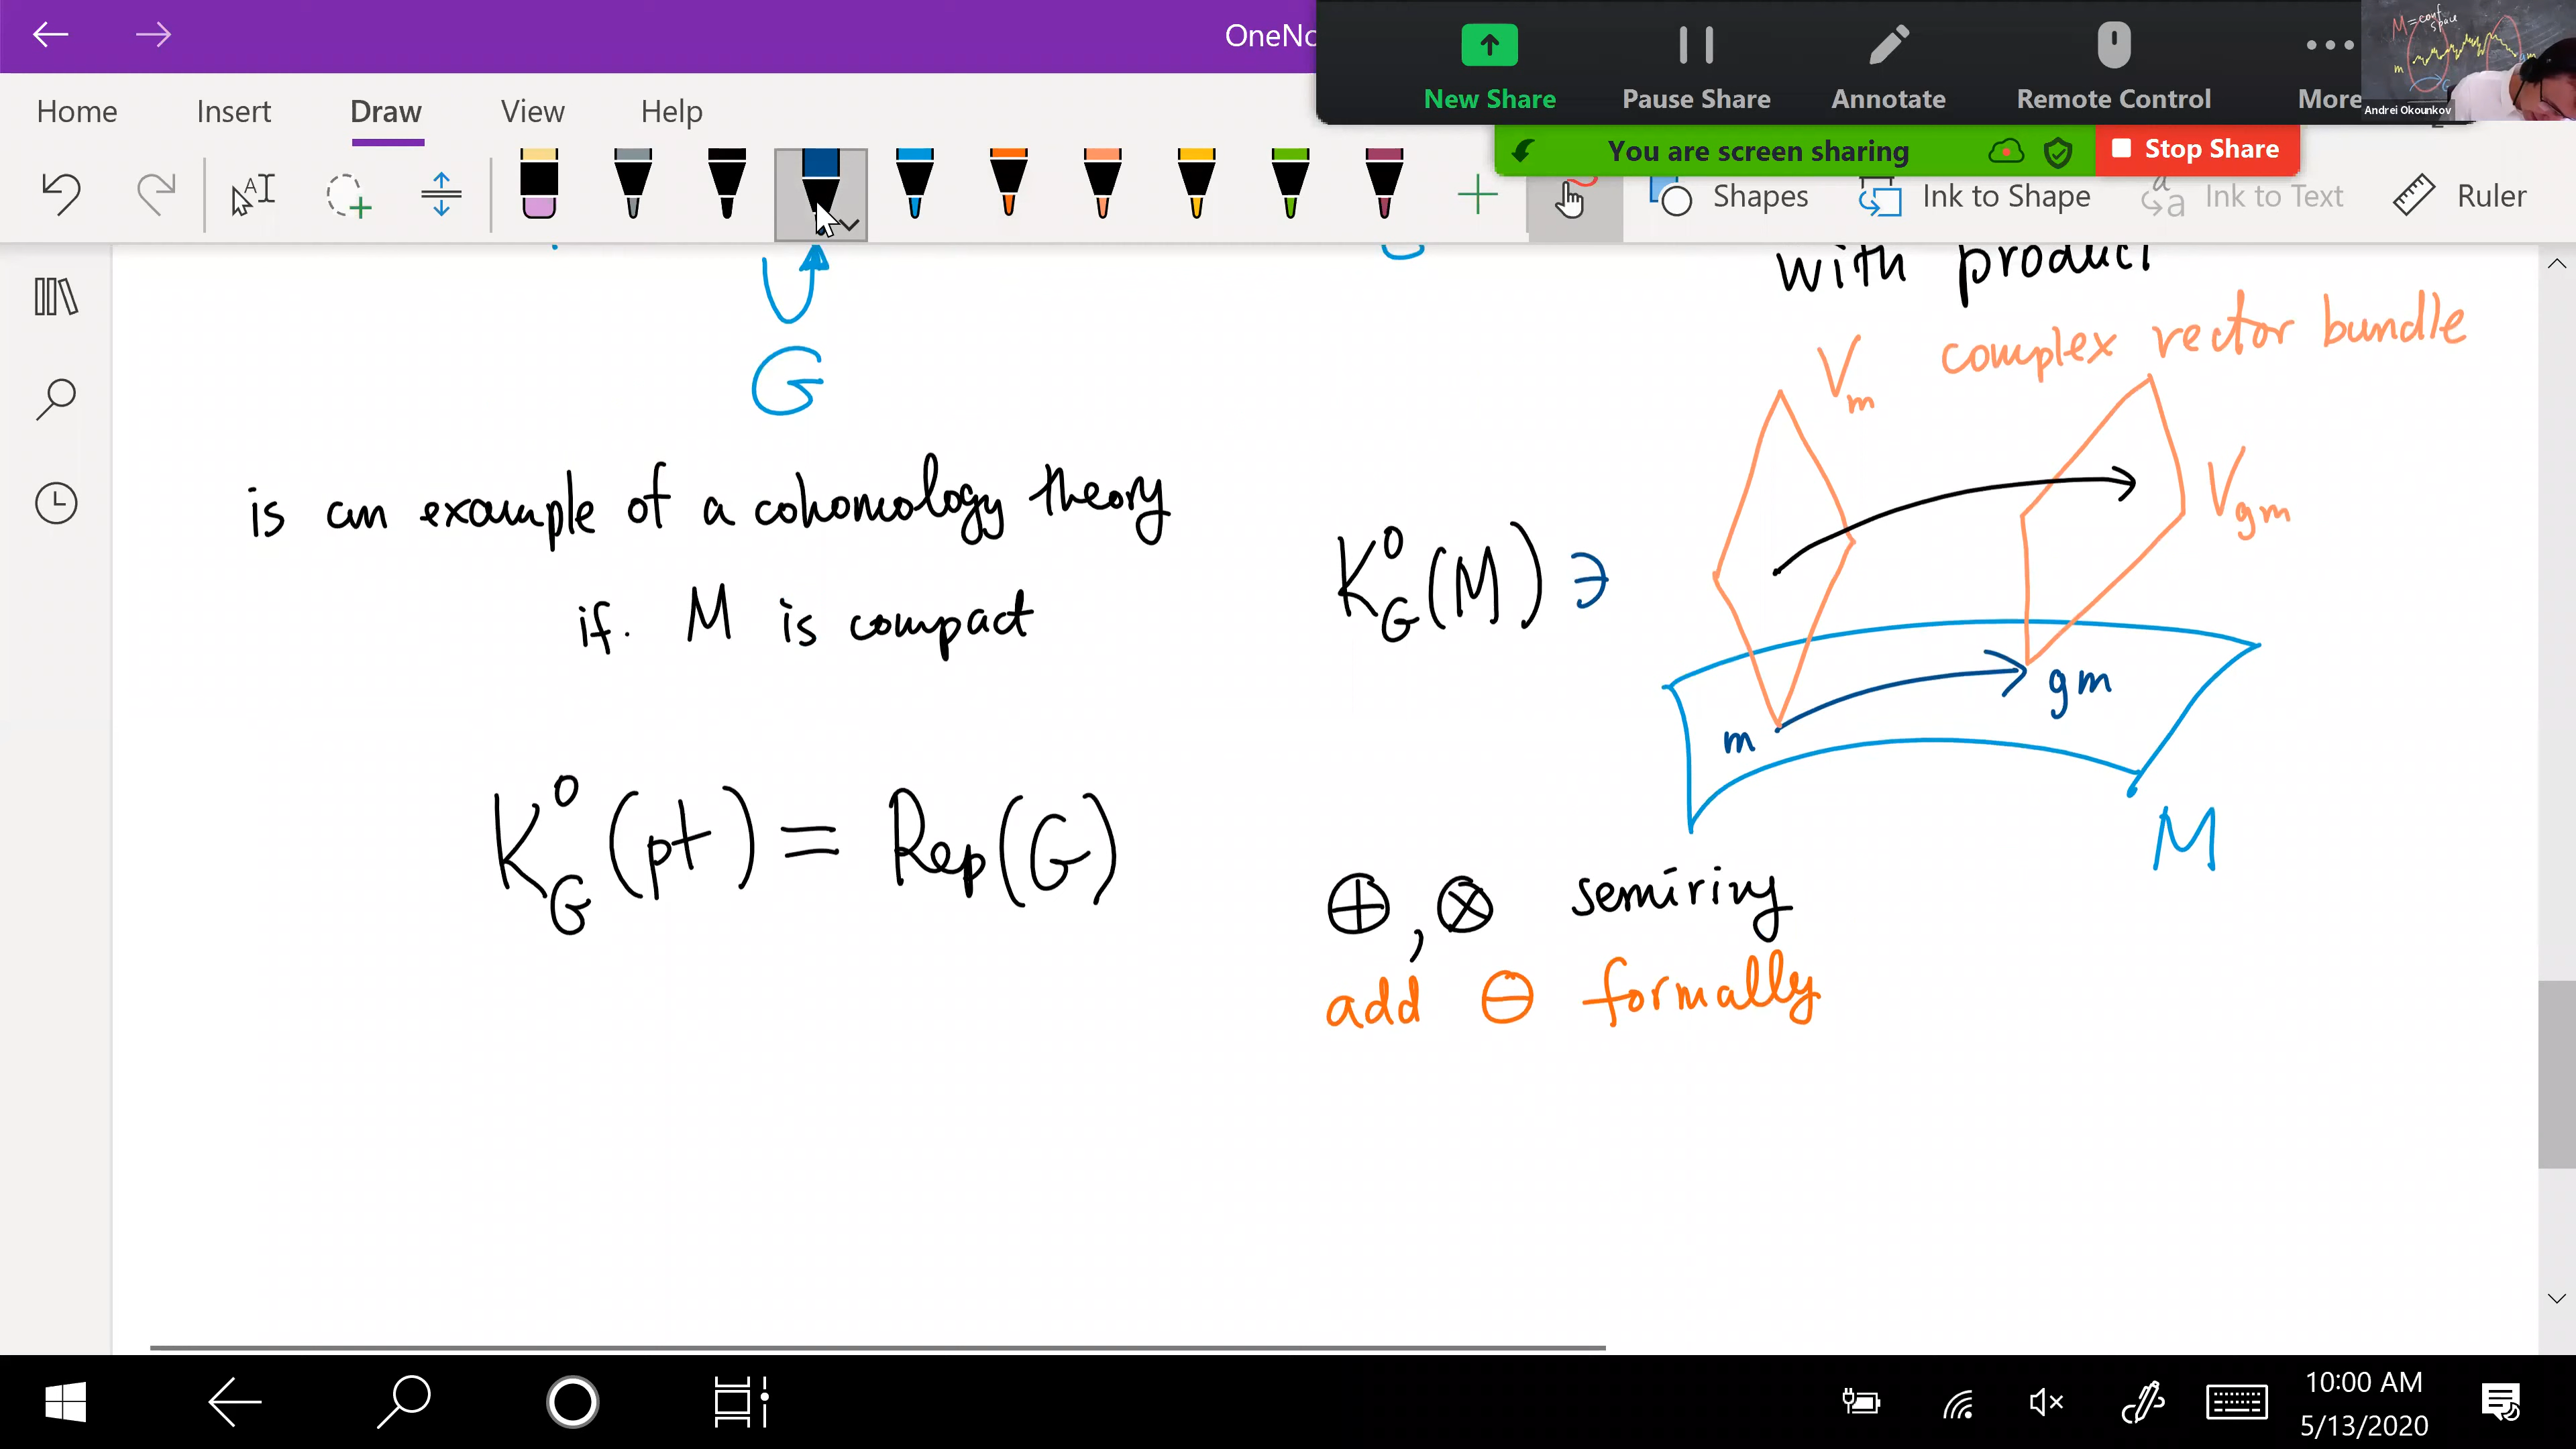 OneNo
New Share
Pause Share
Annotate
Remote Control
More
M = conf space
m
Andrei Okounkov
Home
Insert
Draw
View
Help
You are screen sharing
Stop Share
Shapes
Ink to Shape
Ink to Text
Ruler
with product
G
V_m complex vector bundle
V_gm
is an example of a cohomology theory
if. M is compact
K^0_G(M) ∋
m
gm
M
K^0_G(pt) = Rep(G)
⊕, ⊗ semiring
add ⊖ formally
10:00 AM
5/13/2020